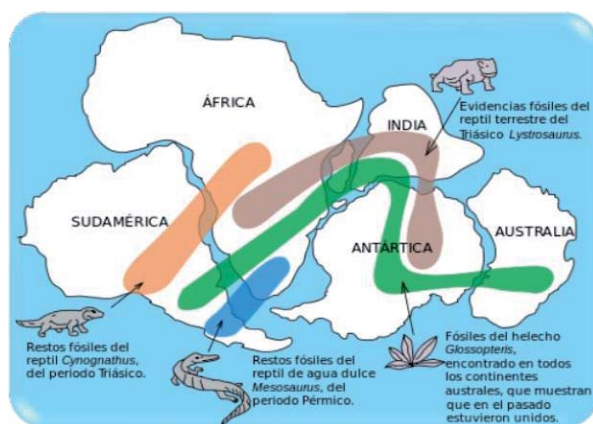 ÁFRICA
INDIA
Evidencias fósiles del
reptil terrestre del
Triásico Lystrosaurus.
SUDAMÉRICA
ANTÁRTICA
AUSTRALIA
Restos fósiles del
reptil Cynognathus,
del periodo Triásico.
Restos fósiles del
reptil de agua dulce
Mesosaurus, del
periodo Pérmico.
Fósiles del helecho
Glossopteris,
encontrado en todos
los continentes
australes, que muestran
que en el pasado
estuvieron unidos.